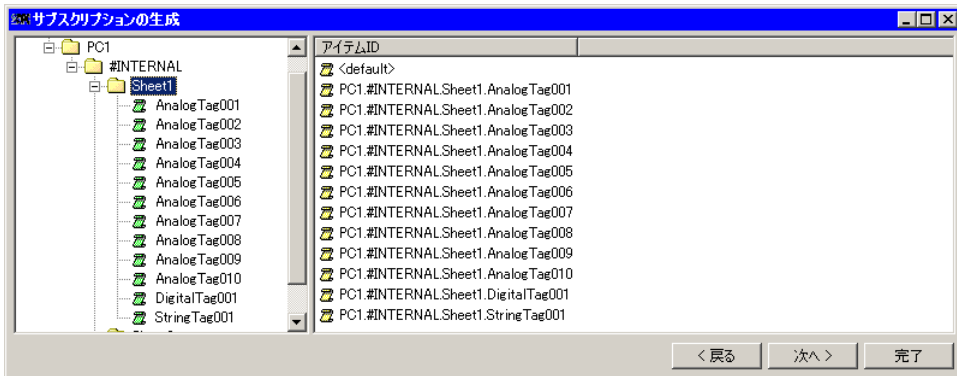 サブスクリプションの生成
PC1
#INTERNAL
Sheet1
AnalogTag001
AnalogTag002
AnalogTag003
AnalogTag004
AnalogTag005
AnalogTag006
AnalogTag007
AnalogTag008
AnalogTag009
AnalogTag010
DigitalTag001
StringTag001
アイテムID
<default>
PC1.#INTERNAL.Sheet1.AnalogTag001
PC1.#INTERNAL.Sheet1.AnalogTag002
PC1.#INTERNAL.Sheet1.AnalogTag003
PC1.#INTERNAL.Sheet1.AnalogTag004
PC1.#INTERNAL.Sheet1.AnalogTag005
PC1.#INTERNAL.Sheet1.AnalogTag006
PC1.#INTERNAL.Sheet1.AnalogTag007
PC1.#INTERNAL.Sheet1.AnalogTag008
PC1.#INTERNAL.Sheet1.AnalogTag009
PC1.#INTERNAL.Sheet1.AnalogTag010
PC1.#INTERNAL.Sheet1.DigitalTag001
PC1.#INTERNAL.Sheet1.StringTag001
< 戻る 次へ > 完了